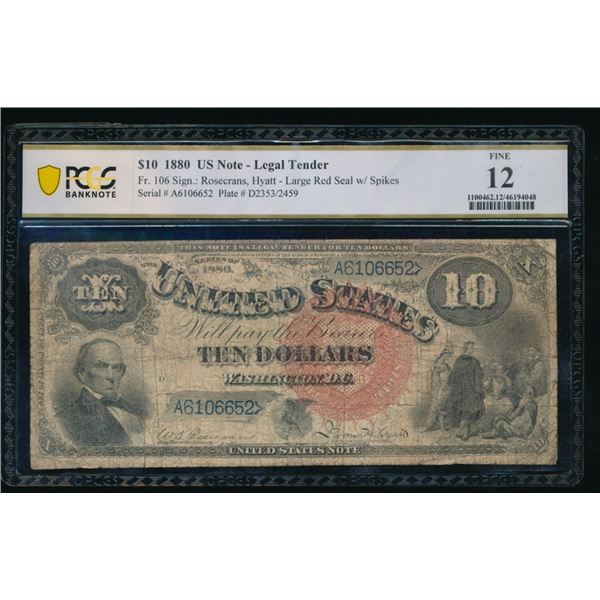 PCGS
BANKNOTE
$10 1880 US Note - Legal Tender
Fr. 106 Sign.: Rosecrans, Hyatt - Large Red Seal w/ Spikes
Serial # A6106652 Plate # D2353/2459
FINE
12
1100462.12/46194048
THIS NOTE IS A LEGAL TENDER FOR TEN DOLLARS
SERIES OF
1880.
A6106652
TEN
10
UNITED STATES
Will pay the Bearer
TEN DOLLARS
WASHINGTON, D.C.
D
A6106652
UNITED STATES NOTE